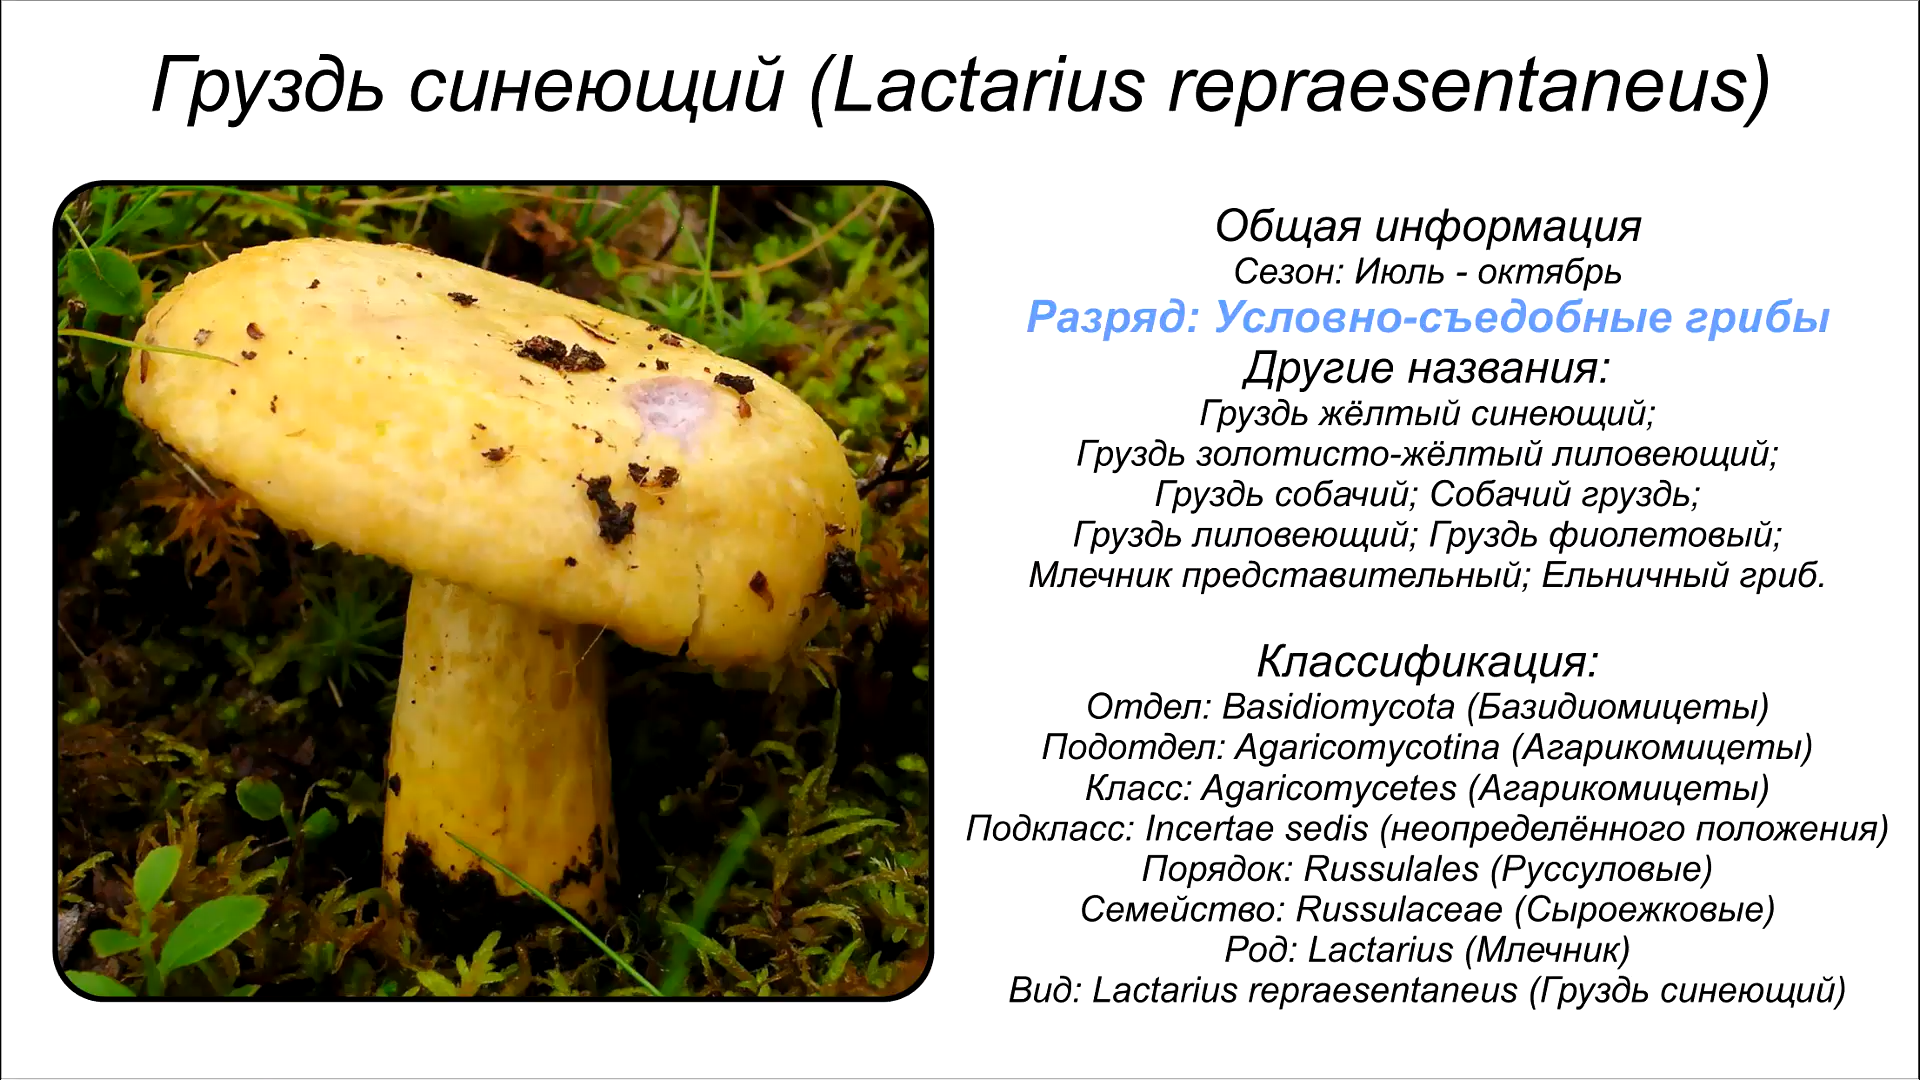 Груздь синеющий (Lactarius repraesentaneus)
Общая информация
Сезон: Июль - октябрь
Разряд: Условно-съедобные грибы
Другие названия:
Груздь жёлтый синеющий;
Груздь золотисто-жёлтый лиловеющий;
Груздь собачий; Собачий груздь;
Груздь лиловеющий; Груздь фиолетовый;
Млечник представительный; Ельничный гриб.
Классификация:
Отдел: Basidiomycota (Базидиомицеты)
Подотдел: Agaricomycotina (Агарикомицеты)
Класс: Agaricomycetes (Агарикомицеты)
Подкласс: Incertae sedis (неопределённого положения)
Порядок: Russulales (Руссуловые)
Семейство: Russulaceae (Сыроежковые)
Род: Lactarius (Млечник)
Вид: Lactarius repraesentaneus (Груздь синеющий)